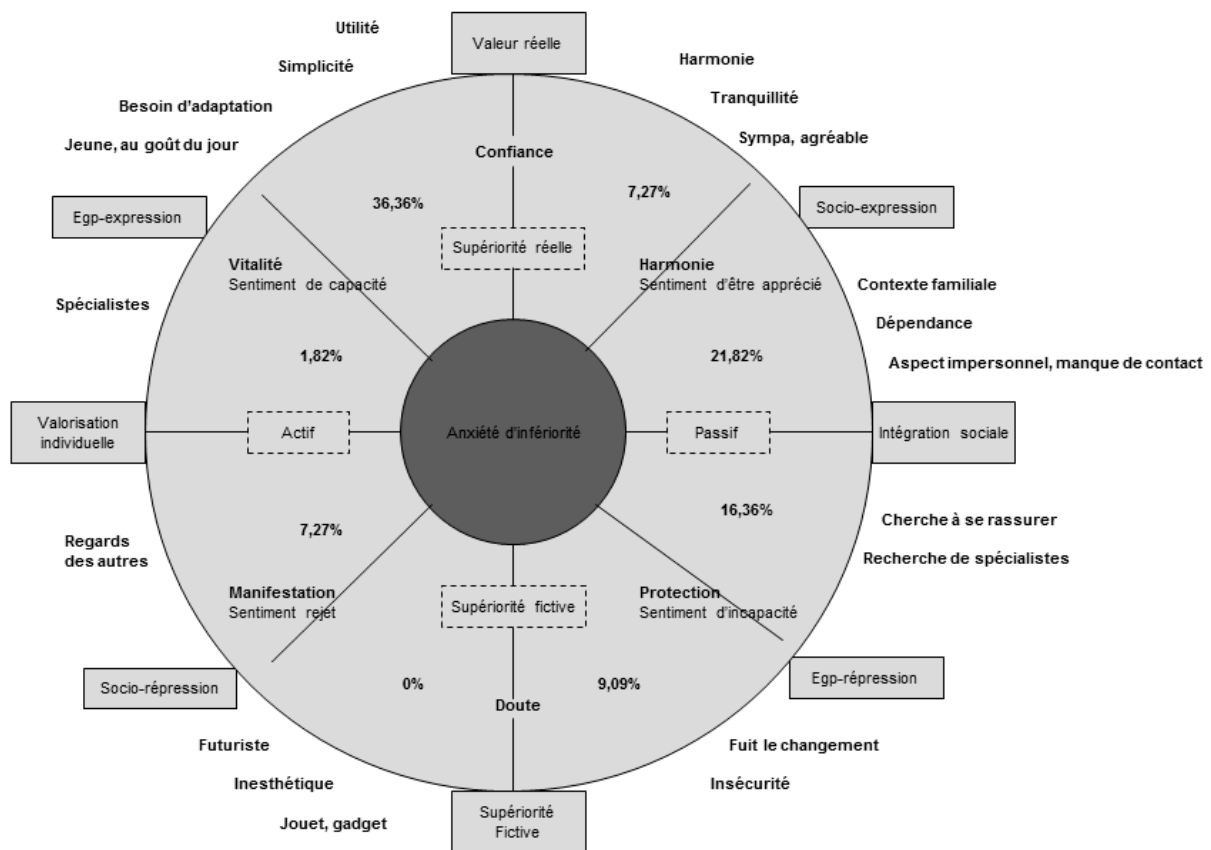 Utilité
Valeur réelle
Simplicité
Harmonie
Besoin d'adaptation
Tranquillité
Jeune, au goût du jour
Sympa, agréable
Confiance
36,36%
7,27%
Egp-expression
Socio-expression
Supériorité réelle
Vitalité
Sentiment de capacité
Harmonie
Sentiment d'être apprécié
Spécialistes
Contexte familiale
Dépendance
1,82%
21,82%
Aspect impersonnel, manque de contact
Valorisation
individuelle
Actif
Anxiété d'infériorité
Passif
Intégration sociale
7,27%
16,36%
Cherche à se rassurer
Regards
des autres
Recherche de spécialistes
Manifestation
Sentiment rejet
Supériorité fictive
Protection
Sentiment d'incapacité
Socio-répression
0%
9,09%
Egp-répression
Doute
Futuriste
Fuit le changement
Inesthétique
Insécurité
Jouet, gadget
Supériorité
Fictive